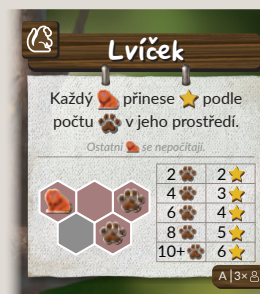 Lvíček
Každý přinese podle
počtu v jeho prostředí.
Ostatní se nepočítají.
2 2
4 3
6 4
8 5
10+ 6
A 3×